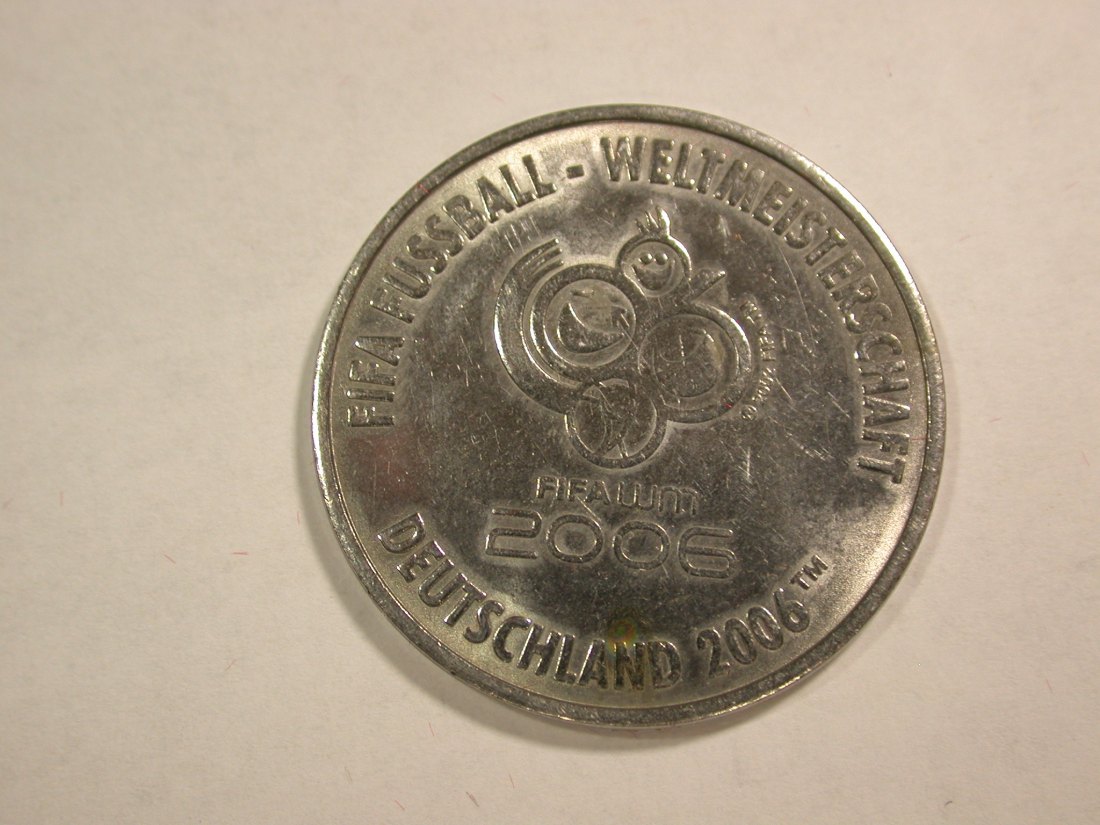 FIFA FUSSBALL - WELTMEISTERSCHAFT
FIFA WM
2006
DEUTSCHLAND 2006™